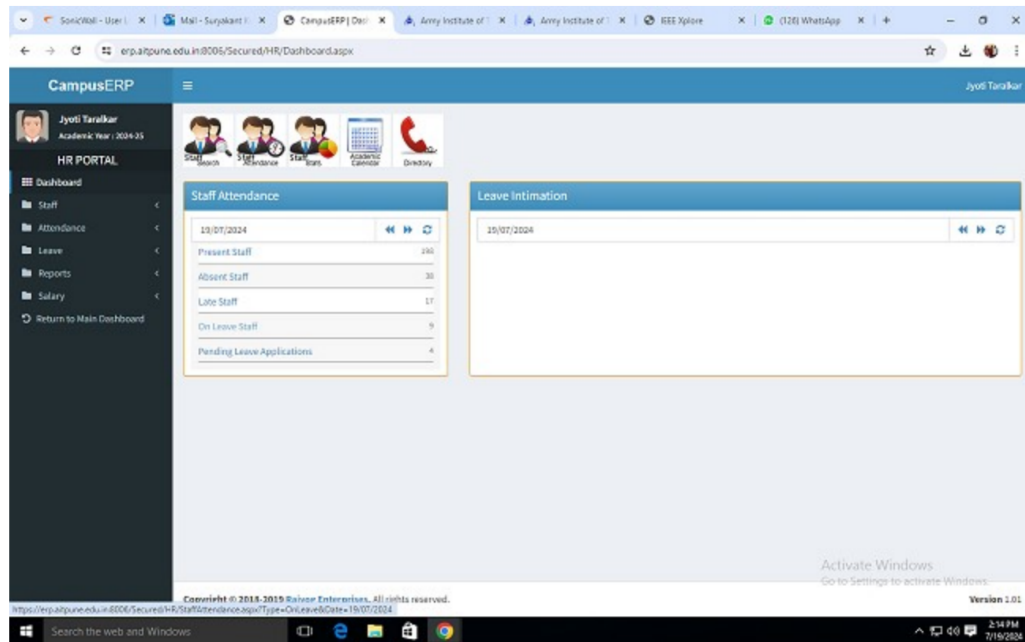 SonicWall - User L
Mail - Suryakant
CampusERP | Das
Army Institute of
Army Institute of
IEEE Xplore
(128) WhatsApp
erp.aitpune.edu.in:8006/Secured/HR/Dashboard.aspx
CampusERP
Jyoti Taralkar
Jyoti Taralkar
Academic Year : 2024-25
HR PORTAL
Dashboard
Staff
Attendance
Leave
Reports
Salary
Return to Main Dashboard
Staff Search
Staff Attendance
Staff Stats
Academic Calendar
Directory
Staff Attendance
19/07/2024
Present Staff 198
Absent Staff 38
Late Staff 17
On Leave Staff 9
Pending Leave Applications 4
Leave Intimation
19/07/2024
Activate Windows
Go to Settings to activate Windows.
Copyright © 2018-2019 Enterprises. All rights reserved.
Version 1.01
https://erp.aitpune.edu.in:8006/Secured/HR/StaffAttendance.aspx?Type=OnLeave&Date=19/07/2024
Search the web and Windows
2:14 PM
7/19/2024